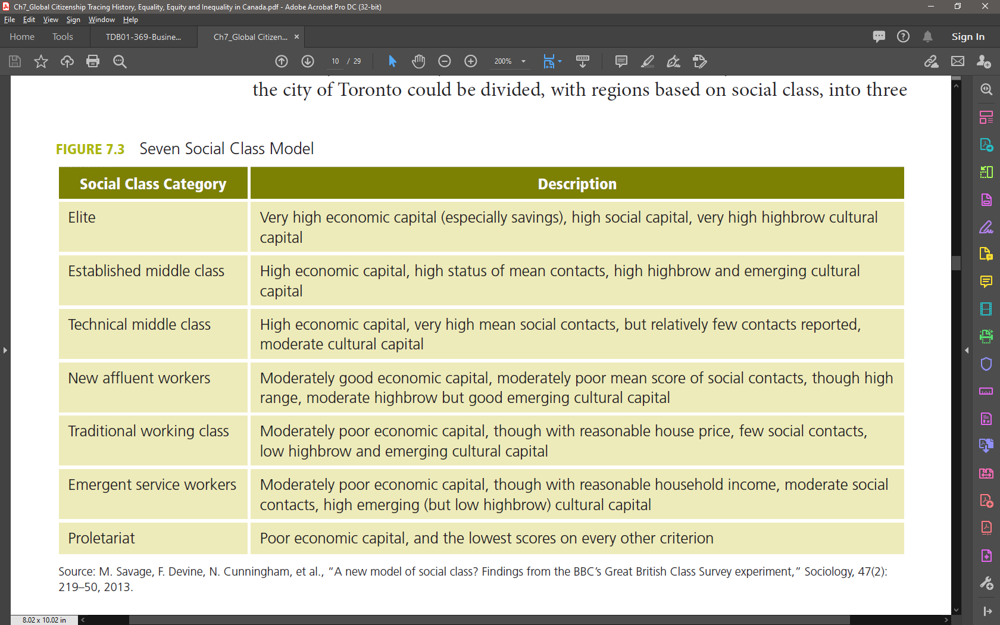 Ch7_Global Citizenship Tracing History, Equality, Equity and Inequality in Canada.pdf - Adobe Acrobat Pro DC (32-bit)
File Edit View Sign Window Help
Home Tools TDB01-369-Busine... Ch7_Global Citizen... × Sign In
10 / 29 200%
the city of Toronto could be divided, with regions based on social class, into three
FIGURE 7.3 Seven Social Class Model
Social Class Category Description
Elite Very high economic capital (especially savings), high social capital, very high highbrow cultural
capital
Established middle class High economic capital, high status of mean contacts, high highbrow and emerging cultural
capital
Technical middle class High economic capital, very high mean social contacts, but relatively few contacts reported,
moderate cultural capital
New affluent workers Moderately good economic capital, moderately poor mean score of social contacts, though high
range, moderate highbrow but good emerging cultural capital
Traditional working class Moderately poor economic capital, though with reasonable house price, few social contacts,
low highbrow and emerging cultural capital
Emergent service workers Moderately poor economic capital, though with reasonable household income, moderate social
contacts, high emerging (but low highbrow) cultural capital
Proletariat Poor economic capital, and the lowest scores on every other criterion
Source: M. Savage, F. Devine, N. Cunningham, et al., “A new model of social class? Findings from the BBC’s Great British Class Survey experiment,” Sociology, 47(2):
219–50, 2013.
8.02 x 10.02 in